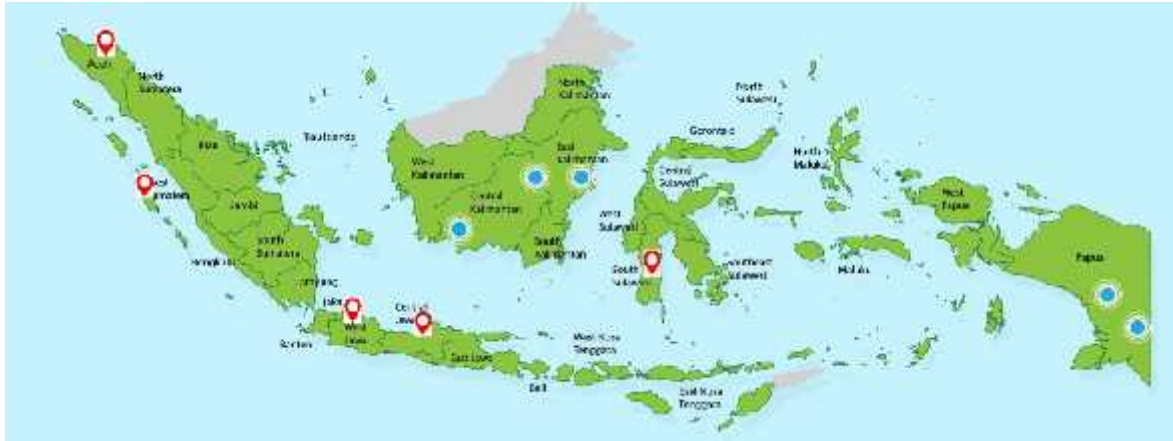 Aceh
North
Sumatera
Riau
Jambi
South
Sumatera
Bengkulu
Banten
West
Java
Central
Java
East Java
Bali
West Nusa
Tenggara
East Nusa
Tenggara
West
Kalimantan
Central
Kalimantan
South
Kalimantan
East
Kalimantan
North
Kalimantan
North
Sulawesi
Gorontalo
Central
Sulawesi
West
Sulawesi
South
Sulawesi
Southeast
Sulawesi
North
Maluku
Maluku
West
Papua
Papua